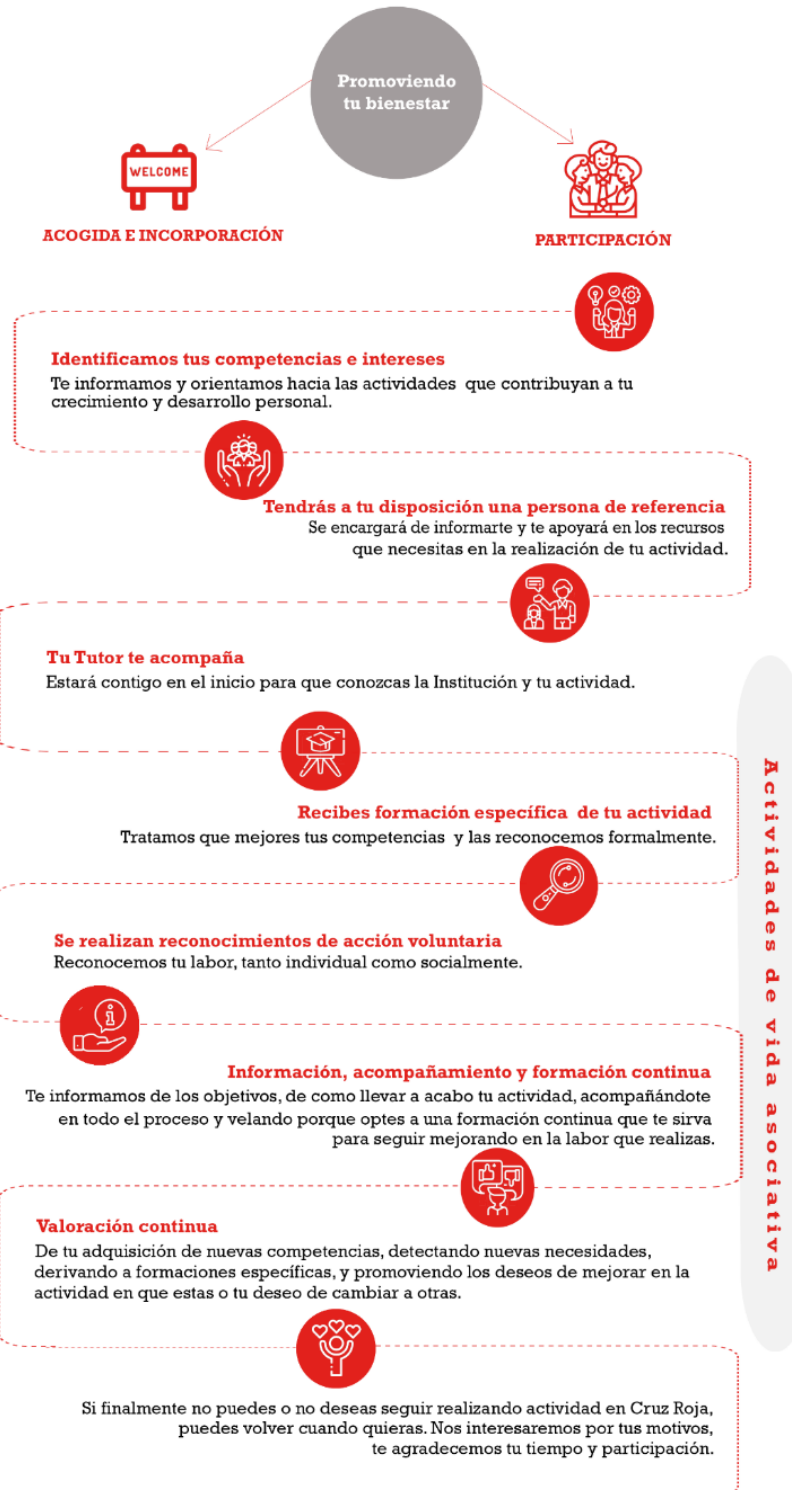 Promoviendo
tu bienestar
WELCOME
ACOGIDA E INCORPORACIÓN
PARTICIPACIÓN
Identificamos tus competencias e intereses
Te informamos y orientamos hacia las actividades que contribuyan a tu
crecimiento y desarrollo personal.
Tendrás a tu disposición una persona de referencia
Se encargará de informarte y te apoyará en los recursos
que necesitas en la realización de tu actividad.
Tu Tutor te acompaña
Estará contigo en el inicio para que conozcas la Institución y tu actividad.
Recibes formación específica de tu actividad
Tratamos que mejores tus competencias y las reconocemos formalmente.
Se realizan reconocimientos de acción voluntaria
Reconocemos tu labor, tanto individual como socialmente.
Información, acompañamiento y formación continua
Te informamos de los objetivos, de como llevar a acabo tu actividad, acompañándote
en todo el proceso y velando porque optes a una formación continua que te sirva
para seguir mejorando en la labor que realizas.
Valoración continua
De tu adquisición de nuevas competencias, detectando nuevas necesidades,
derivando a formaciones específicas, y promoviendo los deseos de mejorar en la
actividad en que estas o tu deseo de cambiar a otras.
Si finalmente no puedes o no deseas seguir realizando actividad en Cruz Roja,
puedes volver cuando quieras. Nos interesaremos por tus motivos,
te agradecemos tu tiempo y participación.
Actividades de vida asociativa